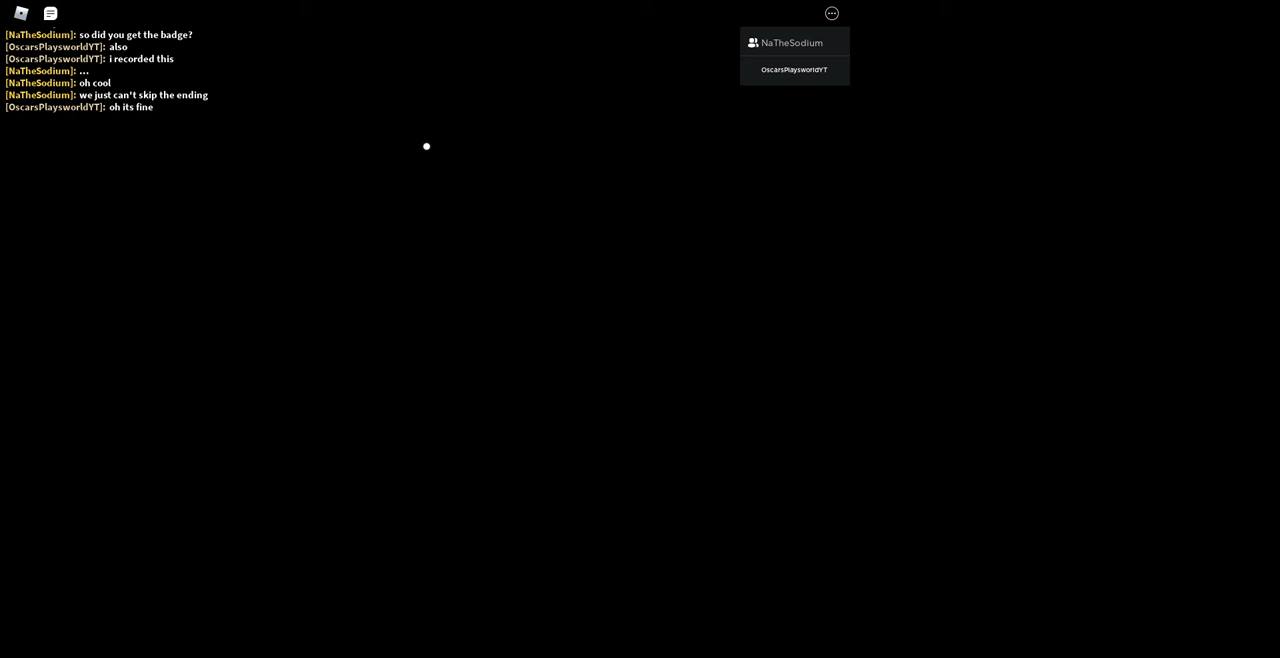 [NaTheSodium]: so did you get the badge?
[OscarsPlaysworldYT]: also
[OscarsPlaysworldYT]: i recorded this
[NaTheSodium]: ...
[NaTheSodium]: oh cool
[NaTheSodium]: we just can't skip the ending
[OscarsPlaysworldYT]: oh its fine
NaTheSodium
OscarsPlaysworldYT